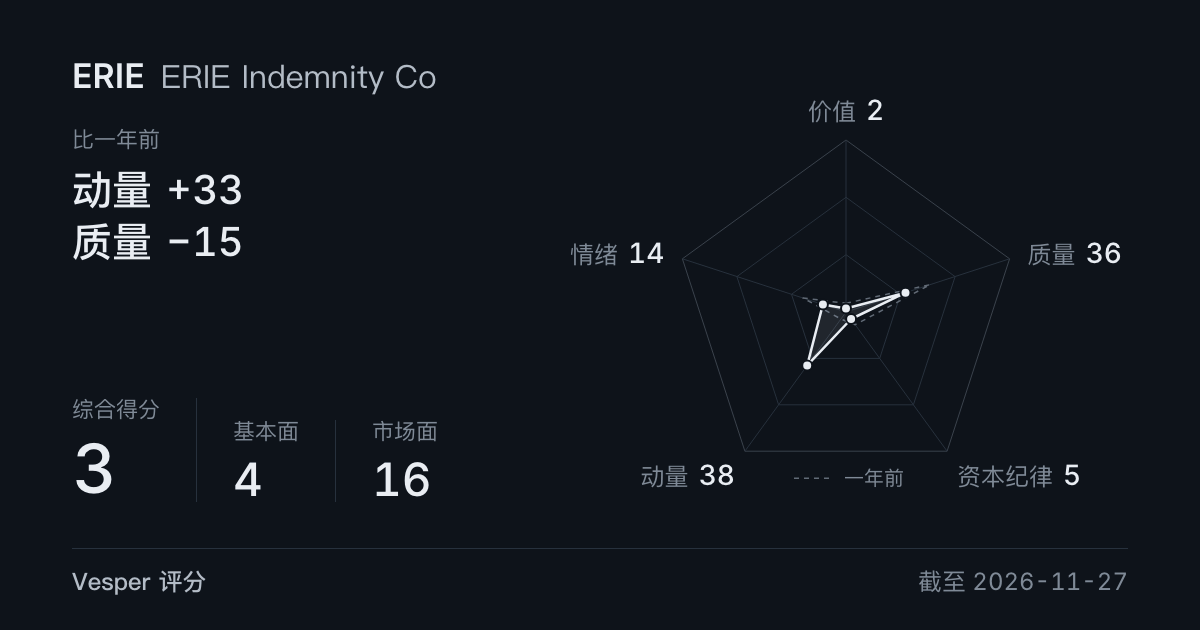 ERIE ERIE Indemnity Co
比一年前
动量 +33
质量 −15
价值 2
情绪 14
质量 36
动量 38
---- 一年前
资本纪律 5
综合得分
3
基本面
4
市场面
16
Vesper 评分
截至 2026-11-27